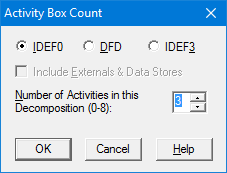 Activity Box Count
IDEF0 DFD IDEF3
Include Externals & Data Stores
Number of Activities in this
Decomposition (0-8): 3
OK Cancel Help